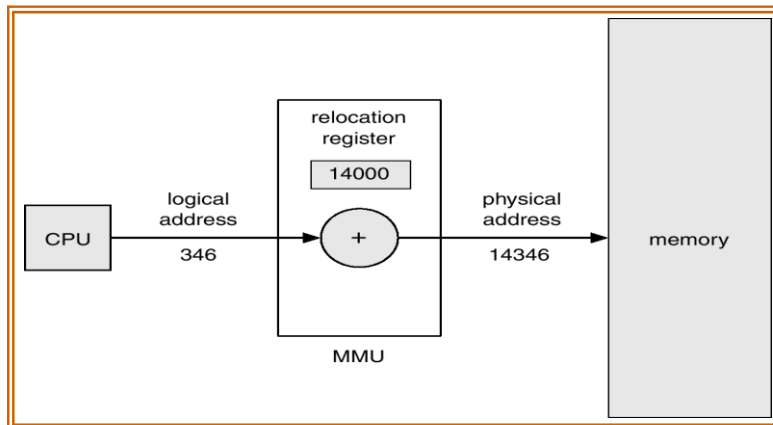 relocation
register
14000
logical
address
346
CPU
+
physical
address
14346
memory
MMU